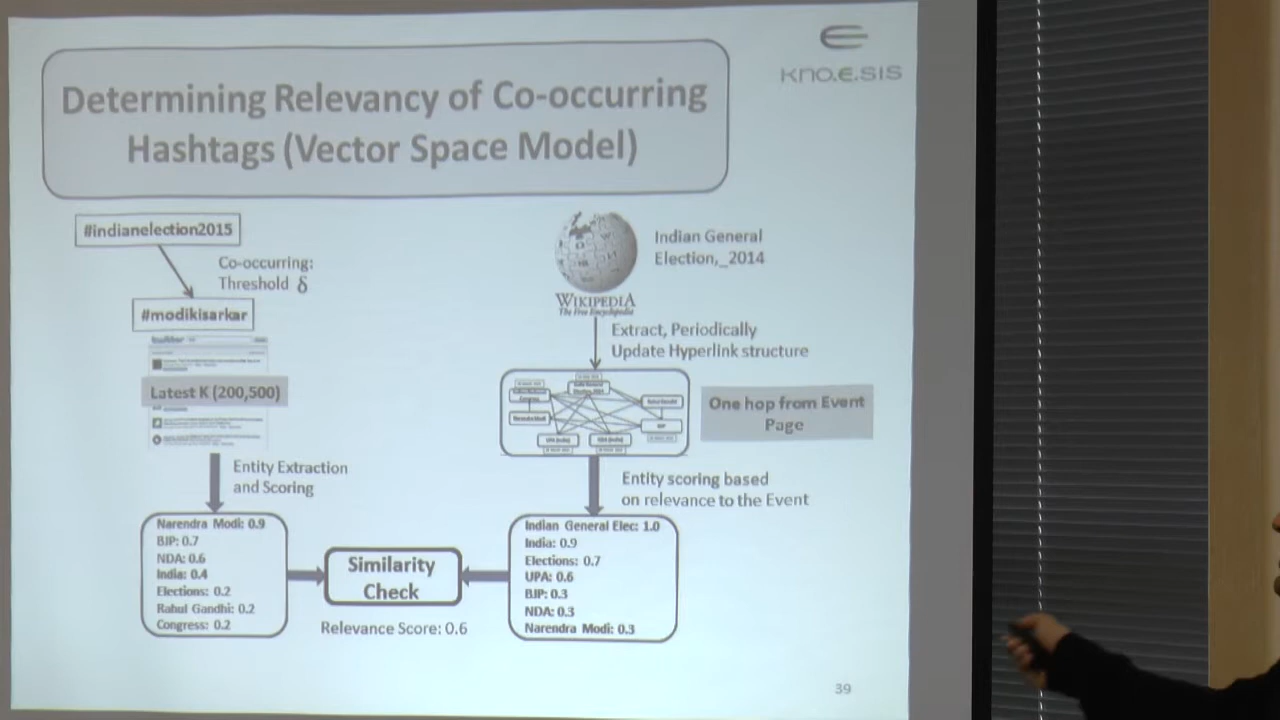 KNO.E.SIS
Determining Relevancy of Co-occurring
Hashtags (Vector Space Model)
#indianelection2015
Co-occurring:
Threshold δ
#modikisarkar
Latest K (200,500)
Entity Extraction
and Scoring
Narendra Modi: 0.9
BJP: 0.7
NDA: 0.6
India: 0.4
Elections: 0.2
Rahul Gandhi: 0.2
Congress: 0.2
Similarity
Check
Relevance Score: 0.6
WIKIPEDIA
The Free Encyclopedia
Indian General
Election,_2014
Extract, Periodically
Update Hyperlink structure
One hop from Event
Page
Entity scoring based
on relevance to the Event
Indian General Elec: 1.0
India: 0.9
Elections: 0.7
UPA: 0.6
BJP: 0.3
NDA: 0.3
Narendra Modi: 0.3
39